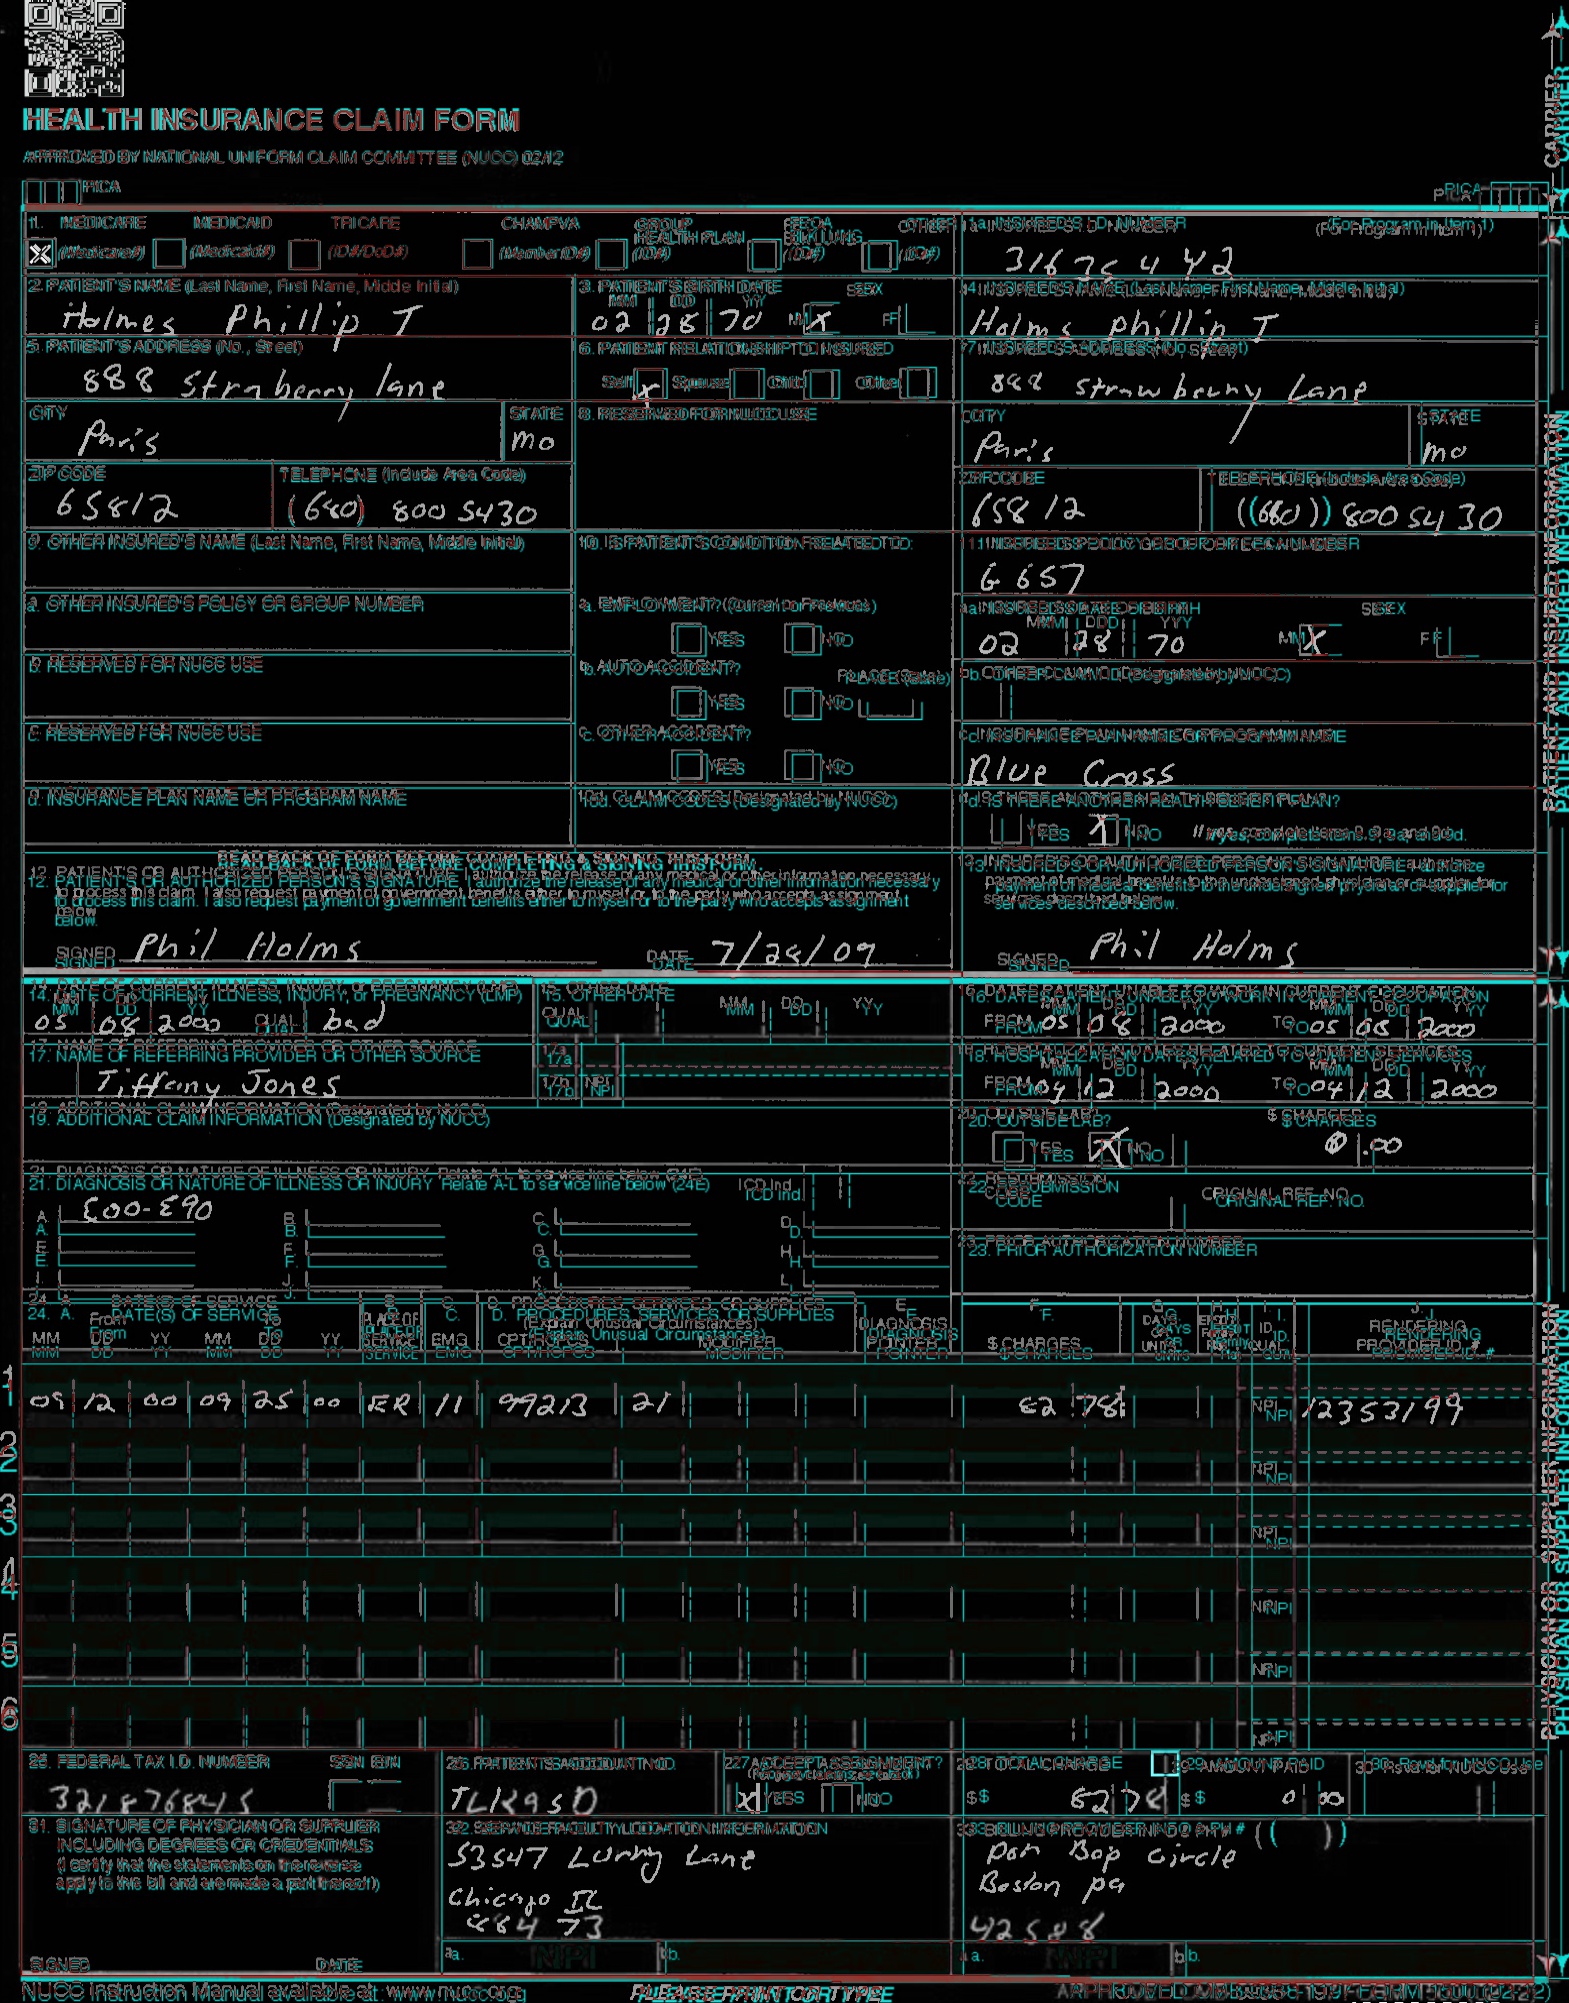 HEALTH INSURANCE CLAIM FORM
APPROVED BY NATIONAL UNIFORM CLAIM COMMITTEE (NUCC) 02/12
PICA PICA
1. MEDICARE MEDICAID TRICARE CHAMPVA GROUP HEALTH PLAN FECA BLK LUNG OTHER 1a. INSURED'S I.D. NUMBER (For Program in Item 1)
X (Medicare#) (Medicaid#) (ID#/DoD#) (Member ID#) (ID#) (ID#) (ID#)
2. PATIENT'S NAME (Last Name, First Name, Middle Initial) 3. PATIENT'S BIRTH DATE SEX 4. INSURED'S NAME (Last Name, First Name, Middle Initial)
MM DD YY
Holmes Phillip T 02 28 70 M X F Holms phillip T
5. PATIENT'S ADDRESS (No., Street) 6. PATIENT RELATIONSHIP TO INSURED 7. INSURED'S ADDRESS (No., Street)
888 Straberry lane Self X Spouse Child Other 888 strawberry Lane
CITY STATE 8. RESERVED FOR NUCC USE CITY STATE
Paris mo Paris mo
ZIP CODE TELEPHONE (Include Area Code) ZIP CODE TELEPHONE (Include Area Code)
65812 (660) 800 5430 65812 (660) 800 5430
9. OTHER INSURED'S NAME (Last Name, First Name, Middle Initial) 10. IS PATIENT'S CONDITION RELATED TO: 11. INSURED'S POLICY GROUP OR FECA NUMBER
G 657
a. OTHER INSURED'S POLICY OR GROUP NUMBER a. EMPLOYMENT? (Current or Previous) a. INSURED'S DATE OF BIRTH SEX
MM DD YY
YES NO 02 28 70 M X F
b. RESERVED FOR NUCC USE b. AUTO ACCIDENT? PLACE (State) b. OTHER CLAIM ID (Designated by NUCC)
YES NO
c. RESERVED FOR NUCC USE c. OTHER ACCIDENT? c. INSURANCE PLAN NAME OR PROGRAM NAME
YES NO Blue Cross
d. INSURANCE PLAN NAME OR PROGRAM NAME 10d. CLAIM CODES (Designated by NUCC) d. IS THERE ANOTHER HEALTH BENEFIT PLAN?
YES X NO If yes, complete items 9, 9a, and 9d.
READ BACK OF FORM BEFORE COMPLETING & SIGNING THIS FORM.
12. PATIENT'S OR AUTHORIZED PERSON'S SIGNATURE I authorize the release of any medical or other information necessary
to process this claim. I also request payment of government benefits either to myself or to the party who accepts assignment
below.
13. INSURED'S OR AUTHORIZED PERSON'S SIGNATURE I authorize
payment of medical benefits to the undersigned physician or supplier for
services described below.
SIGNED Phil Holms DATE 7/28/09 SIGNED Phil Holms
14. DATE OF CURRENT ILLNESS, INJURY, or PREGNANCY (LMP) 15. OTHER DATE 16. DATES PATIENT UNABLE TO WORK IN CURRENT OCCUPATION
MM DD YY QUAL. MM DD YY MM DD YY MM DD YY
05 08 2000 QUAL. bad FROM 05 08 2000 TO 05 08 2000
17. NAME OF REFERRING PROVIDER OR OTHER SOURCE 17a. 18. HOSPITALIZATION DATES RELATED TO CURRENT SERVICES
MM DD YY MM DD YY
Tiffany Jones 17b. NPI FROM 04 12 2000 TO 04 12 2000
19. ADDITIONAL CLAIM INFORMATION (Designated by NUCC) 20. OUTSIDE LAB? $ CHARGES
YES X NO 0 .00
21. DIAGNOSIS OR NATURE OF ILLNESS OR INJURY Relate A-L to service line below (24E) ICD Ind. 22. RESUBMISSION CODE ORIGINAL REF. NO.
A. E00-E90 B. C. D.
E. F. G. H. 23. PRIOR AUTHORIZATION NUMBER
I. J. K. L.
24. A. DATE(S) OF SERVICE B. C. D. PROCEDURES, SERVICES, OR SUPPLIES E. F. G. H. I. J.
From To PLACE OF SERVICE EMG (Explain Unusual Circumstances) DIAGNOSIS POINTER $ CHARGES DAYS OR UNITS ID. QUAL. RENDERING PROVIDER ID. #
MM DD YY MM DD YY CPT/HCPCS MODIFIER
1 09 12 00 09 25 00 ER 11 99213 21 62 78 NPI 12353199
2 NPI
3 NPI
4 NPI
5 NPI
6 NPI
25. FEDERAL TAX I.D. NUMBER SSN EIN 26. PATIENT'S ACCOUNT NO. 27. ACCEPT ASSIGNMENT? 28. TOTAL CHARGE 29. AMOUNT PAID 30. Rsvd for NUCC Use
321876845 X YES NO $ 62 78 $ 0 00
31. SIGNATURE OF PHYSICIAN OR SUPPLIER
INCLUDING DEGREES OR CREDENTIALS
(I certify that the statements on the reverse
apply to this bill and are made a part thereof.)
SIGNED DATE
32. SERVICE FACILITY LOCATION INFORMATION
53547 Lane
Chicago IL
88473
a. NPI b.
33. BILLING PROVIDER INFO & PH # ( )
Bop circle
Boston pa
42588
a. NPI b.
NUCC Instruction Manual available at: www.nucc.org PLEASE PRINT OR TYPE
CARRIER
PATIENT AND INSURED INFORMATION
PHYSICIAN OR SUPPLIER INFORMATION